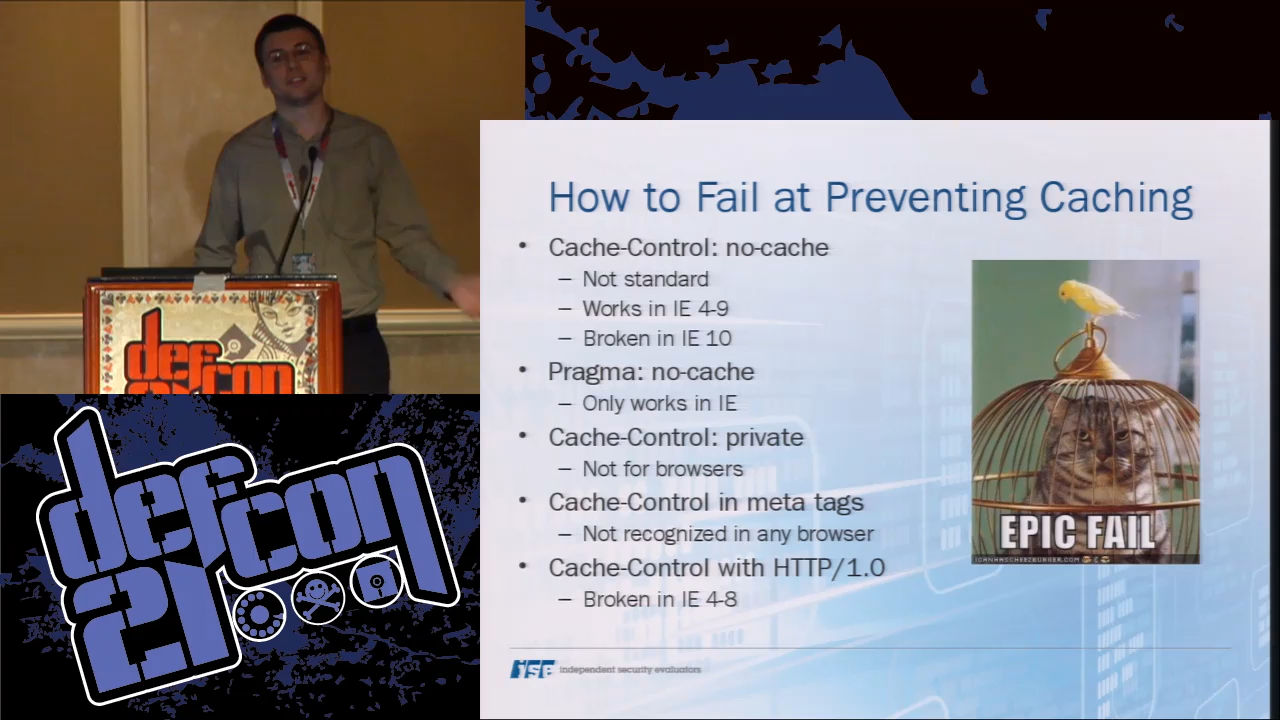 How to Fail at Preventing Caching
• Cache-Control: no-cache
– Not standard
– Works in IE 4-9
– Broken in IE 10
• Pragma: no-cache
– Only works in IE
• Cache-Control: private
– Not for browsers
• Cache-Control in meta tags
– Not recognized in any browser
• Cache-Control with HTTP/1.0
– Broken in IE 4-8
EPIC FAIL
ICANHASCHEEZBURGER.COM
ise independent security evaluators
def
con
defcon
21